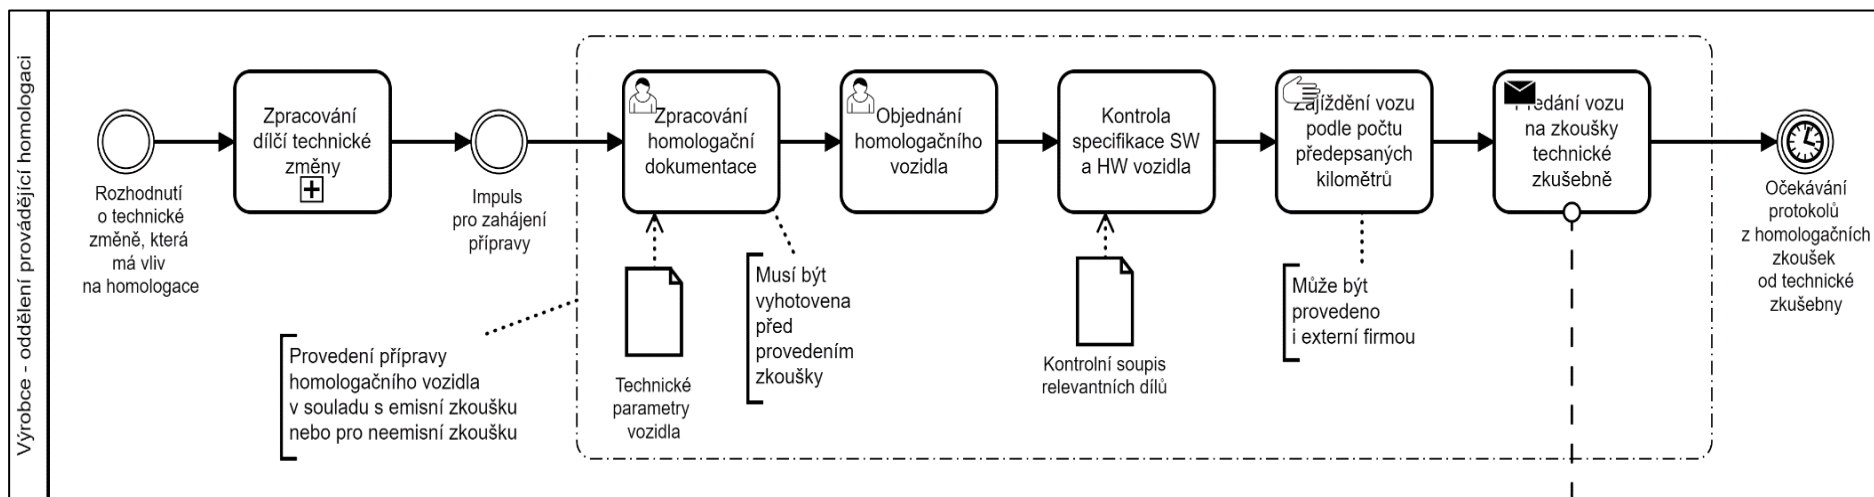 Výrobce - oddělení provádějící homologaci
Rozhodnutí
o technické
změně, která
má vliv
na homologace
Zpracování
dílčí technické
změny
Impuls
pro zahájení
přípravy
Zpracování
homologační
dokumentace
Objednání
homologačního
vozidla
Kontrola
specifikace SW
a HW vozidla
Zajíždění vozu
podle počtu
předepsaných
kilométrů
Předání vozu
na zkoušky
technické
zkušebně
Očekávání
protokolů
z homologačních
zkoušek
od technické
zkušebny
Provedení přípravy
homologačního vozidla
v souladu s emisní zkoušku
nebo pro neemisní zkoušku
Technické
parametry
vozidla
Musí být
vyhotovena
před
provedením
zkoušky
Kontrolní soupis
relevantních dílů
Může být
provedeno
i externí firmou